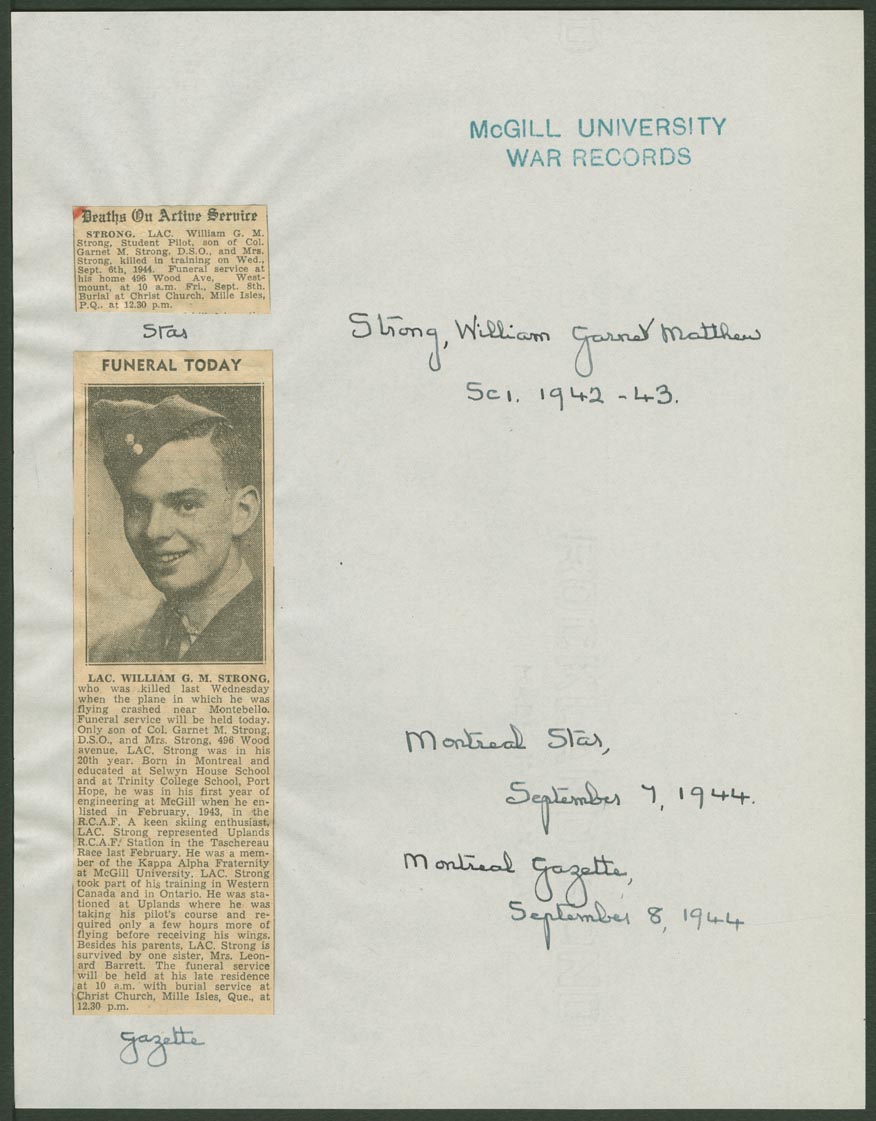 McGILL UNIVERSITY
WAR RECORDS
Deaths On Active Service
STRONG. LAC. William G. M.
Strong, Student Pilot, son of Col.
Garnet M. Strong, D.S.O., and Mrs.
Strong, killed in training on Wed.,
Sept. 6th, 1944. Funeral service at
his home 496 Wood Ave, West-
mount, at 10 a.m. Fri., Sept. 8th.
Burial at Christ Church, Mille Isles,
P.Q., at 12.30 p.m.
Star
Strong, William Garnet Matthew
Sci. 1942-43.
FUNERAL TODAY
LAC. WILLIAM G. M. STRONG,
who was killed last Wednesday
when the plane in which he was
flying crashed near Montebello.
Funeral service will be held today.
Only son of Col. Garnet M. Strong,
D.S.O., and Mrs. Strong, 496 Wood
avenue, LAC. Strong was in his
20th year. Born in Montreal and
educated at Selwyn House School
and at Trinity College School, Port
Hope, he was in his first year of
engineering at McGill when he en-
listed in February, 1943, in the
R.C.A.F. A keen skiing enthusiast,
LAC. Strong represented Uplands
R.C.A.F. Station in the Taschereau
Race last February. He was a mem-
ber of the Kappa Alpha Fraternity
at McGill University. LAC. Strong
took part of his training in Western
Canada and in Ontario. He was sta-
tioned at Uplands where he was
taking his pilot's course and re-
quired only a few hours more of
flying before receiving his wings.
Besides his parents, LAC. Strong is
survived by one sister, Mrs. Leon-
ard Barrett. The funeral service
will be held at his late residence
at 10 a.m. with burial service at
Christ Church, Mille Isles, Que., at
12.30 p.m.
Gazette
Montreal Star,
September 7, 1944.
Montreal Gazette,
September 8, 1944